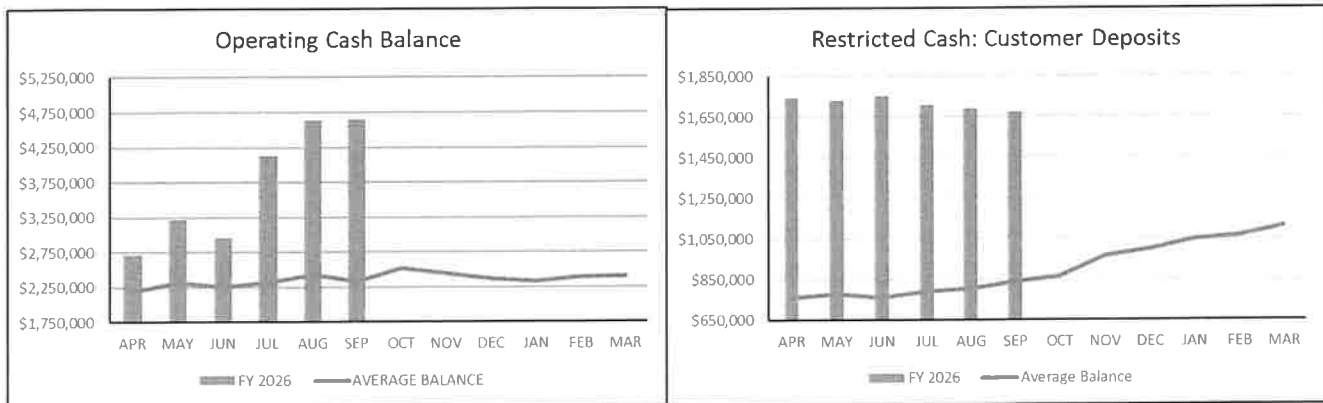 Operating Cash Balance
$5,250,000
$4,750,000
$4,250,000
$3,750,000
$3,250,000
$2,750,000
$2,250,000
$1,750,000
APR MAY JUN JUL AUG SEP OCT NOV DEC JAN FEB MAR
FY 2026 AVERAGE BALANCE
Restricted Cash: Customer Deposits
$1,850,000
$1,650,000
$1,450,000
$1,250,000
$1,050,000
$850,000
$650,000
APR MAY JUN JUL AUG SEP OCT NOV DEC JAN FEB MAR
FY 2026 Average Balance